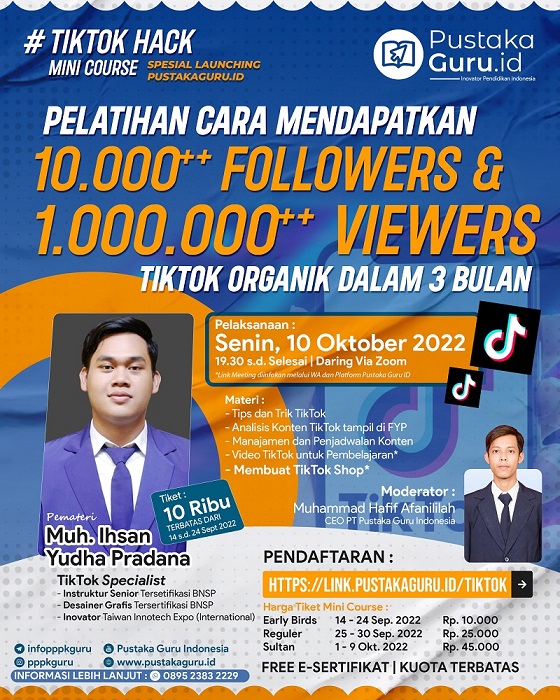 # TIKTOK HACK
MINI COURSE SPESIAL LAUNCHING
PUSTAKAGURU.ID
Pustaka
Guru.id
Inovator Pendidikan Indonesia
PELATIHAN CARA MENDAPATKAN
10.000++ FOLLOWERS &
1.000.000++ VIEWERS
TIKTOK ORGANIK DALAM 3 BULAN
Pelaksanaan :
Senin, 10 Oktober 2022
19.30 s.d. Selesai | Daring Via Zoom
*Link Meeting diinfokan melalui WA dan Platform Pustaka Guru ID
Materi :
- Tips dan Trik TikTok
- Analisis Konten TikTok tampil di FYP
- Manajamen dan Penjadwalan Konten
- Video TikTok untuk Pembelajaran*
- Membuat TikTok Shop*
Moderator :
Muhammad Hafif Afanililah
CEO PT Pustaka Guru Indonesia
Tiket :
10 Ribu
TERBATAS DARI
14 s.d. 24 Sept 2022
Pemateri
Muh. Ihsan
Yudha Pradana
TikTok Specialist
- Instruktur Senior Tersetifikasi BNSP
- Desainer Grafis Tersertifikasi BNSP
- Inovator Taiwan Innotech Expo (International)
PENDAFTARAN :
HTTPS://LINK.PUSTAKAGURU.ID/TIKTOK
Harga Tiket Mini Course :
Early Birds 14 - 24 Sep. 2022 Rp. 10.000
Reguler 25 - 30 Sep. 2022 Rp. 25.000
Sultan 1 - 9 Okt. 2022 Rp. 45.000
FREE E-SERTIFIKAT | KUOTA TERBATAS
infopppkguru Pustaka Guru Indonesia
pppkguru www.pustakaguru.id
INFORMASI LEBIH LANJUT : 0895 2383 2229